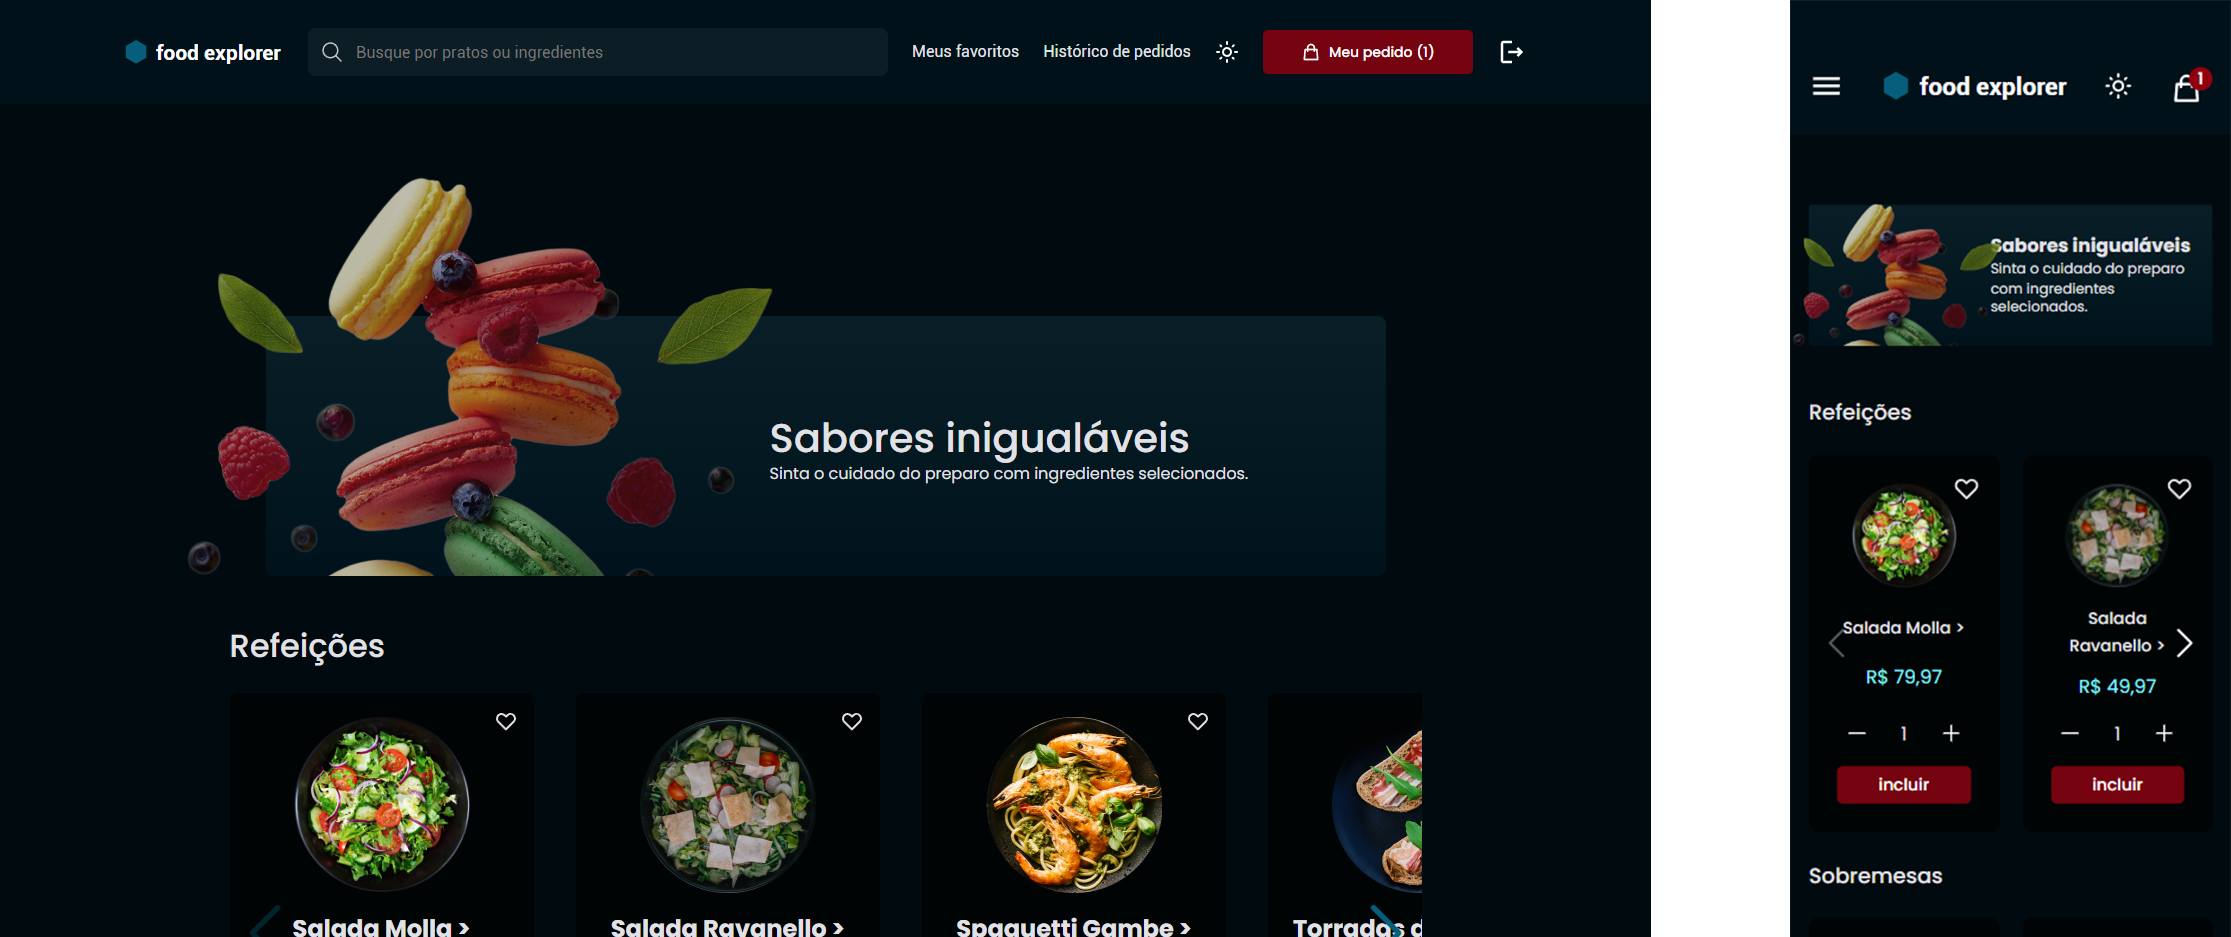 food explorer
Busque por pratos ou ingredientes
Meus favoritos
Histórico de pedidos
Meu pedido (1)
Sabores inigualáveis
Sinta o cuidado do preparo com ingredientes selecionados.
Refeições
Salada Molla >
Salada Ravanello >
Spaguetti Gambe >
Torradas d
food explorer
1
Sabores inigualáveis
Sinta o cuidado do preparo
com ingredientes
selecionados.
Refeições
Salada Molla >
R$ 79,97
1
incluir
Salada
Ravanello >
R$ 49,97
1
incluir
Sobremesas